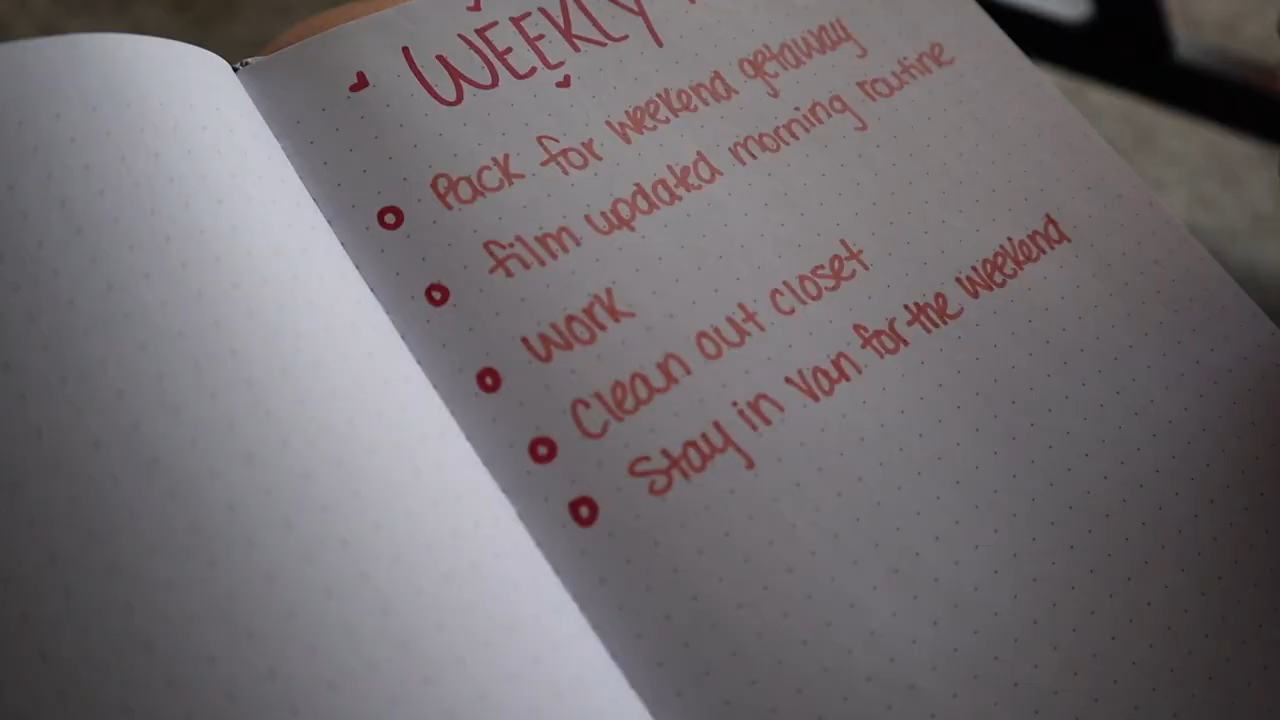 WEEKLY
Pack for weekend getaway
film updated morning routine
work
Clean out closet
Stay in van for the weekend